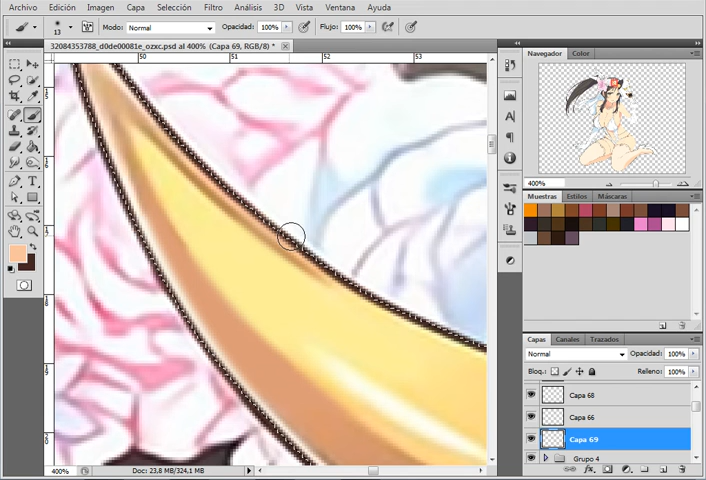 Archivo Edición Imagen Capa Selección Filtro Análisis 3D Vista Ventana Ayuda
13 Modo: Normal Opacidad: 100% Flujo: 100%
32084353788_d0de00081e_ozxc.psd al 400% (Capa 69, RGB/8) *
50 51 52 53
Navegador Color
400%
Muestras Estilos Máscaras
Capas Canales Trazados
Normal Opacidad: 100%
Bloq.: Relleno: 100%
Capa 68
Capa 66
Capa 69
Grupo 4
400% Doc: 23,8 MB/324,1 MB